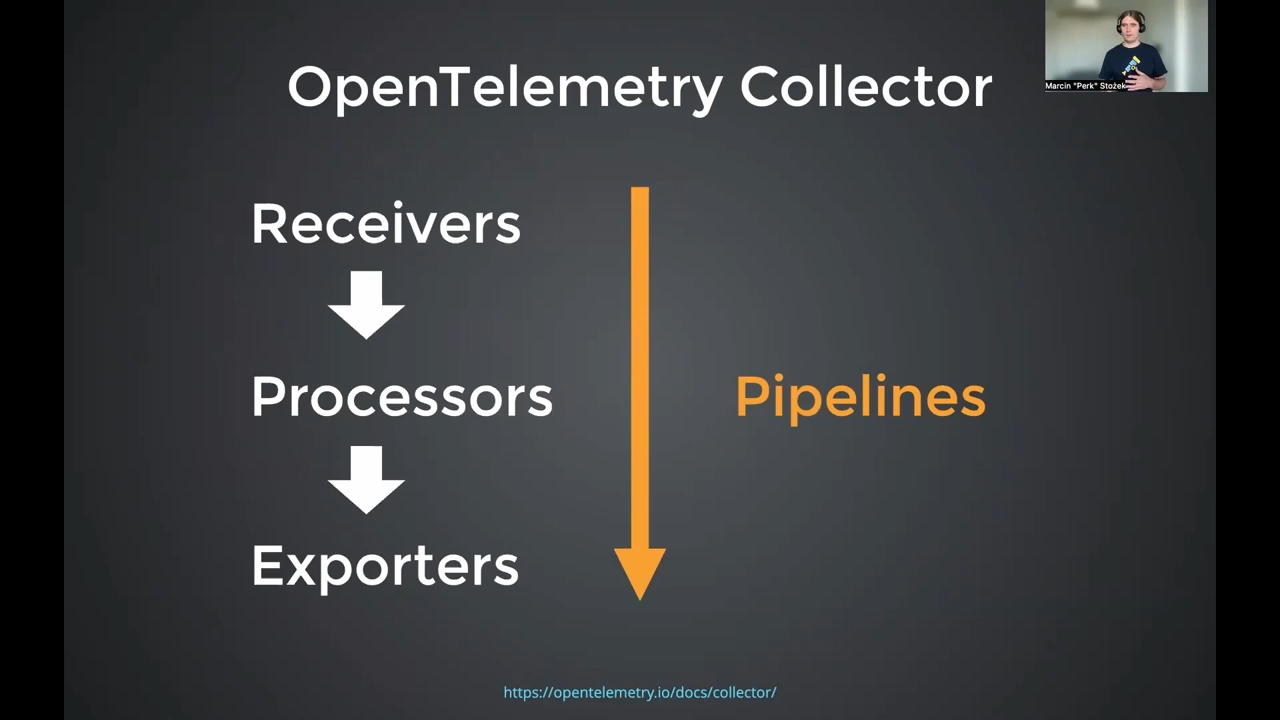 OpenTelemetry Collector
Marcin "Perk" Stożek
Receivers
Processors
Pipelines
Exporters
https://opentelemetry.io/docs/collector/